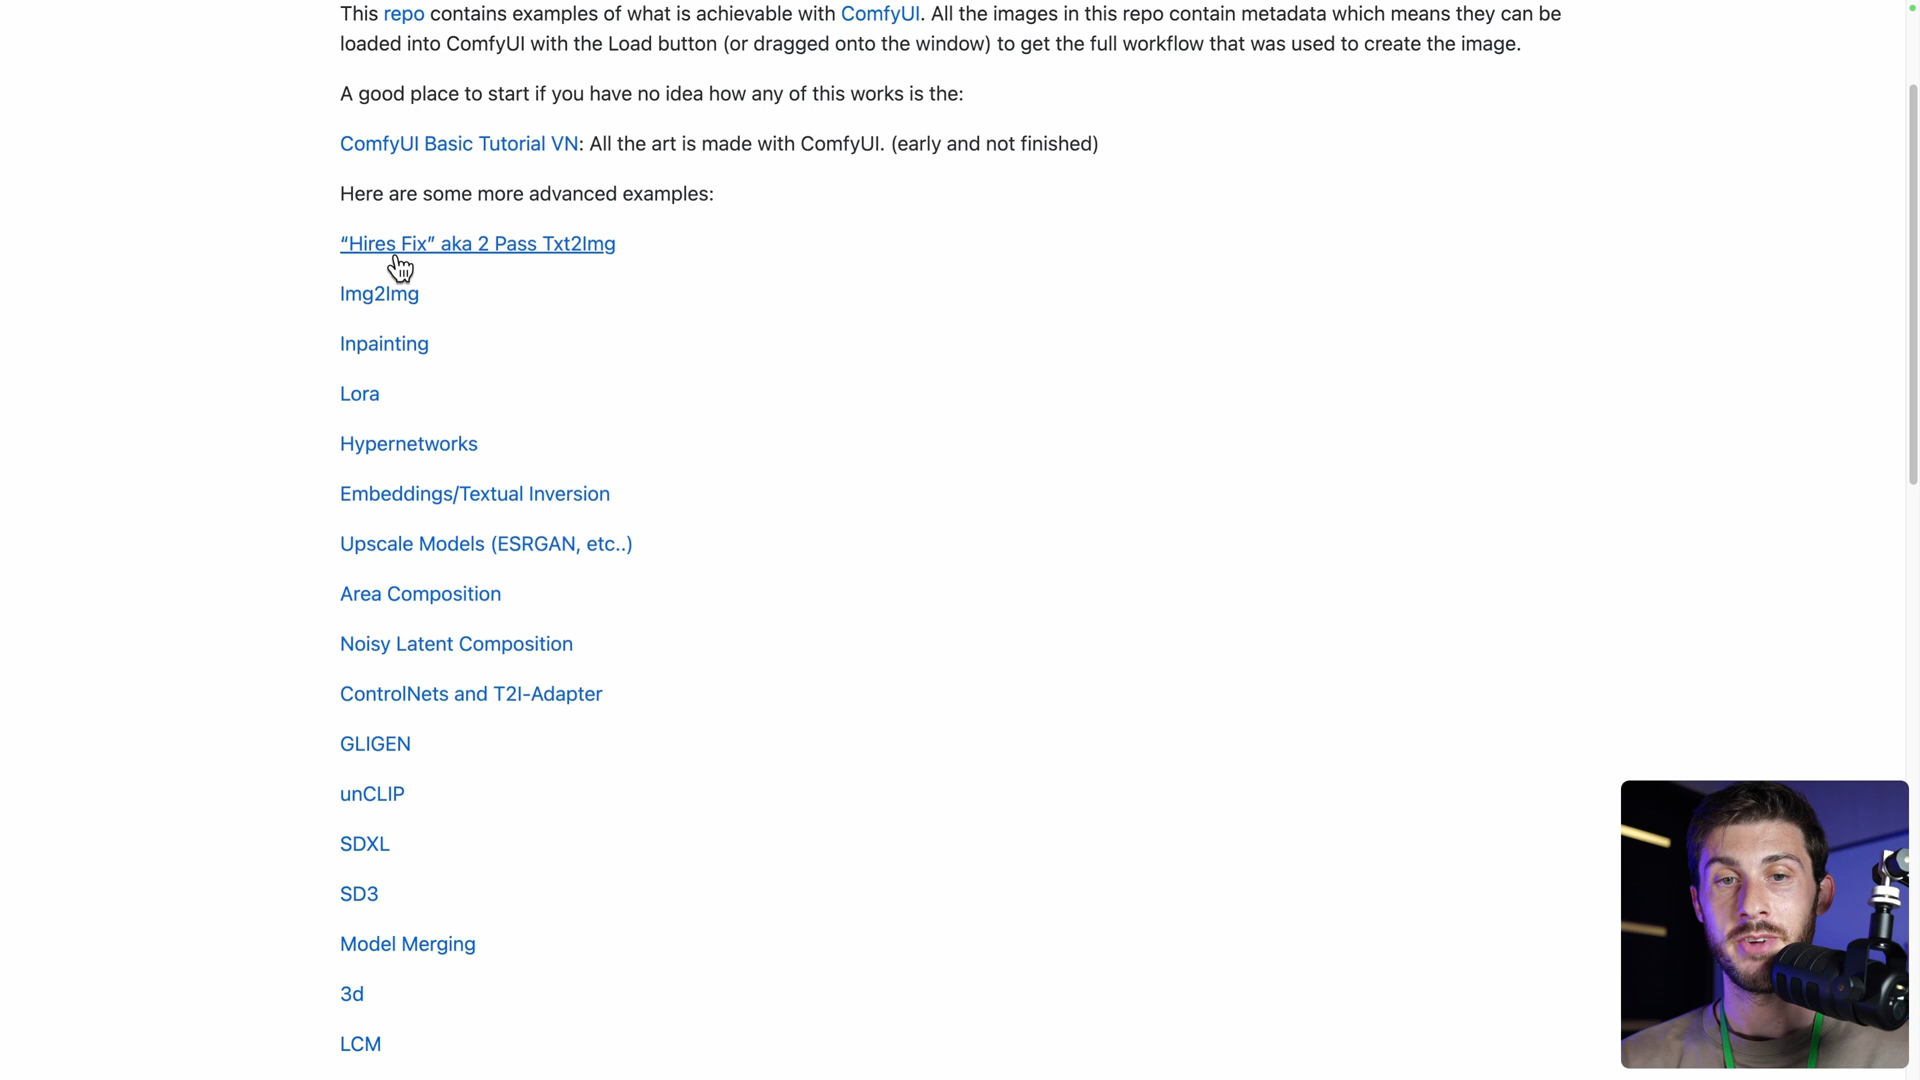 This repo contains examples of what is achievable with ComfyUI. All the images in this repo contain metadata which means they can be
loaded into ComfyUI with the Load button (or dragged onto the window) to get the full workflow that was used to create the image.
A good place to start if you have no idea how any of this works is the:
ComfyUI Basic Tutorial VN: All the art is made with ComfyUI. (early and not finished)
Here are some more advanced examples:
“Hires Fix” aka 2 Pass Txt2Img
Img2Img
Inpainting
Lora
Hypernetworks
Embeddings/Textual Inversion
Upscale Models (ESRGAN, etc..)
Area Composition
Noisy Latent Composition
ControlNets and T2I-Adapter
GLIGEN
unCLIP
SDXL
SD3
Model Merging
3d
LCM